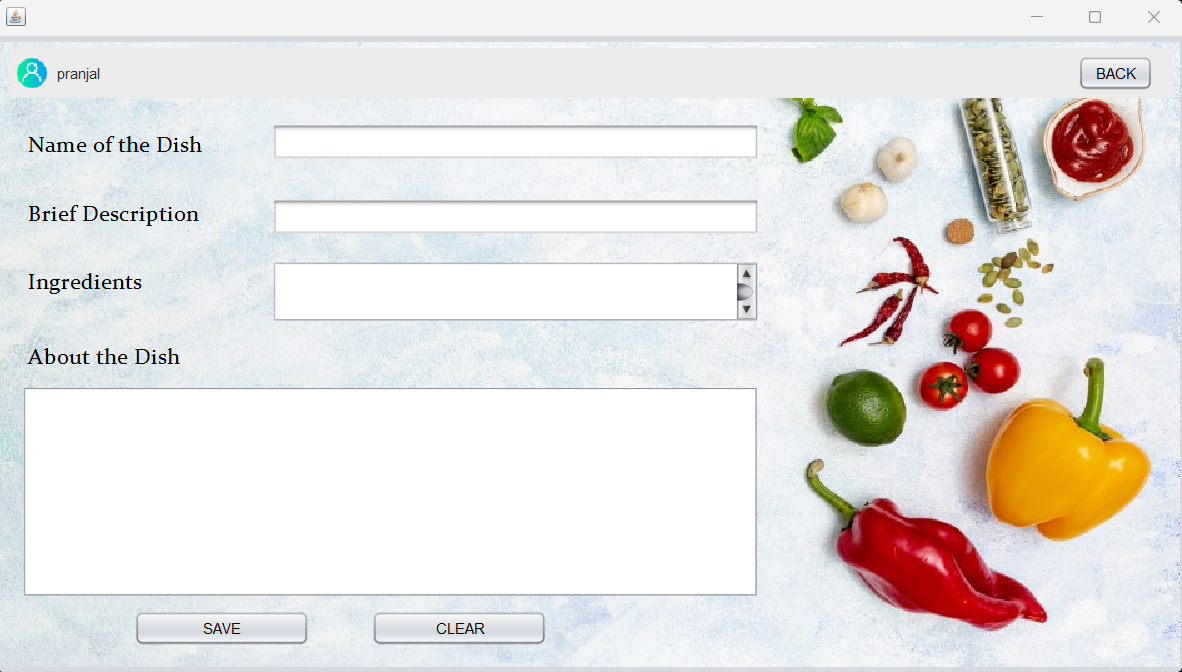 pranjal
BACK
Name of the Dish
Brief Description
Ingredients
About the Dish
SAVE
CLEAR